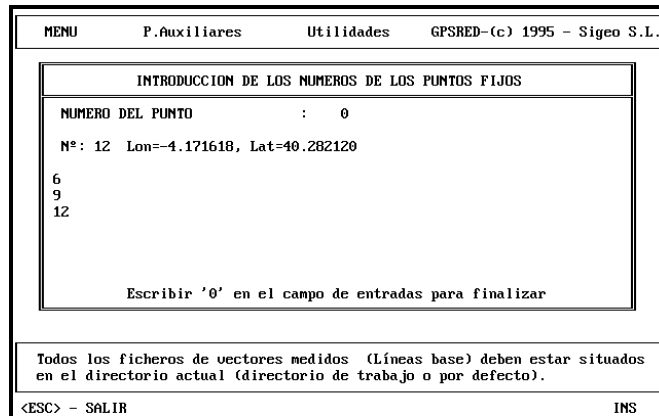 MENU P.Auxiliares Utilidades GPSRED-(c) 1995 - Sigeo S.L.
INTRODUCCION DE LOS NUMEROS DE LOS PUNTOS FIJOS
NUMERO DEL PUNTO : 0
Nº: 12 Lon=-4.171618, Lat=40.282120
6
9
12
Escribir '0' en el campo de entradas para finalizar
Todos los ficheros de vectores medidos (Líneas base) deben estar situados
en el directorio actual (directorio de trabajo o por defecto).
<ESC> - SALIR INS